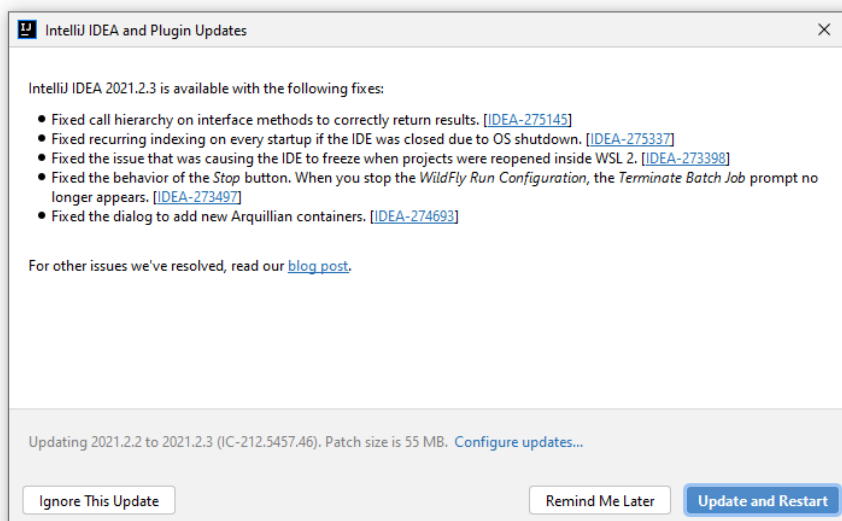 IJ IntelliJ IDEA and Plugin Updates
IntelliJ IDEA 2021.2.3 is available with the following fixes:
● Fixed call hierarchy on interface methods to correctly return results. [IDEA-275145]
● Fixed recurring indexing on every startup if the IDE was closed due to OS shutdown. [IDEA-275337]
● Fixed the issue that was causing the IDE to freeze when projects were reopened inside WSL 2. [IDEA-273398]
● Fixed the behavior of the Stop button. When you stop the WildFly Run Configuration, the Terminate Batch Job prompt no
longer appears. [IDEA-273497]
● Fixed the dialog to add new Arquillian containers. [IDEA-274693]
For other issues we've resolved, read our blog post.
Updating 2021.2.2 to 2021.2.3 (IC-212.5457.46). Patch size is 55 MB. Configure updates...
Ignore This Update Remind Me Later Update and Restart